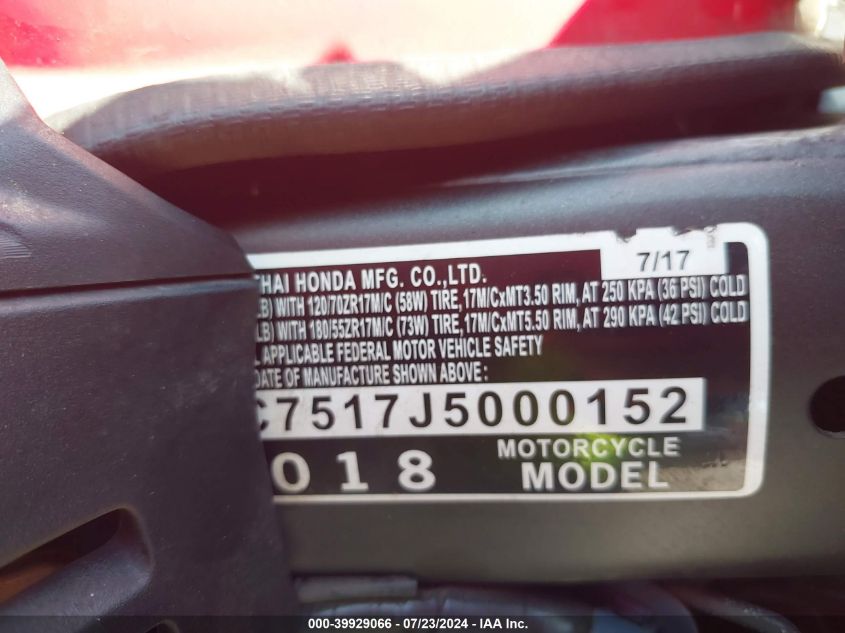 7/17
THAI HONDA MFG. CO.,LTD.
LB) WITH 120/70ZR17M/C (58W) TIRE, 17M/CxMT3.50 RIM, AT 250 KPA (36 PSI) COLD
LB) WITH 180/55ZR17M/C (73W) TIRE, 17M/CxMT5.50 RIM, AT 290 KPA (42 PSI) COLD
L APPLICABLE FEDERAL MOTOR VEHICLE SAFETY
DATE OF MANUFACTURE SHOWN ABOVE:
C7517J5000152
018 MOTORCYCLE
MODEL
000-39929066 - 07/23/2024 - IAA Inc.